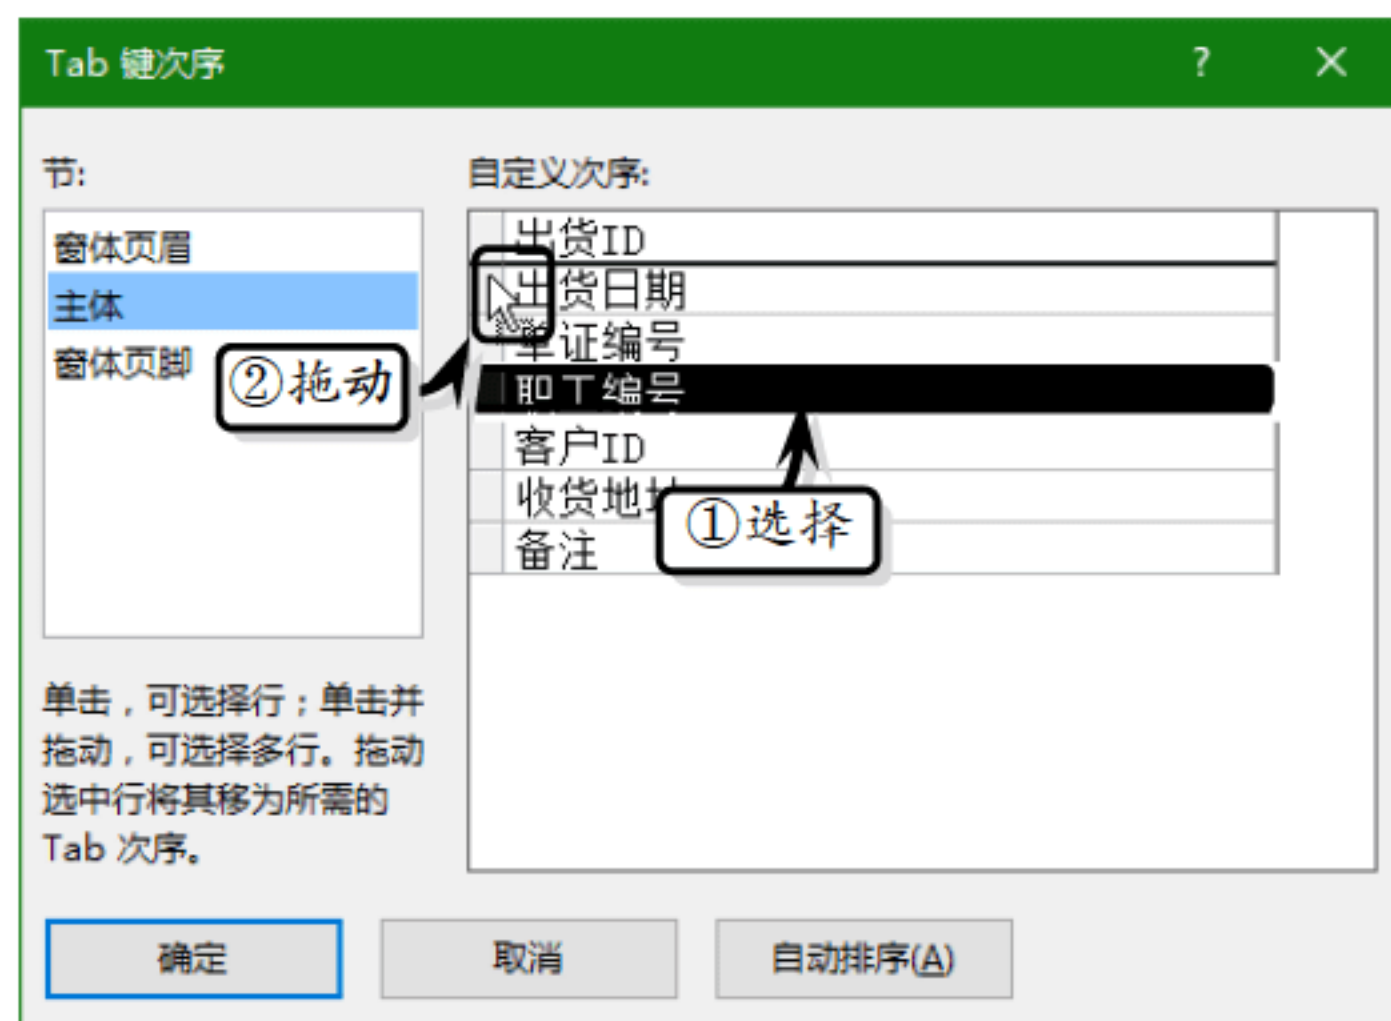 Tab 键次序
?
节:
自定义次序:
窗体页眉
主体
窗体页脚
出货ID
出货日期
单证编号
职工编号
客户ID
收货地址
备注
②拖动
①选择
单击，可选择行；单击并
拖动，可选择多行。拖动
选中行将其移为所需的
Tab 次序。
确定
取消
自动排序(A)